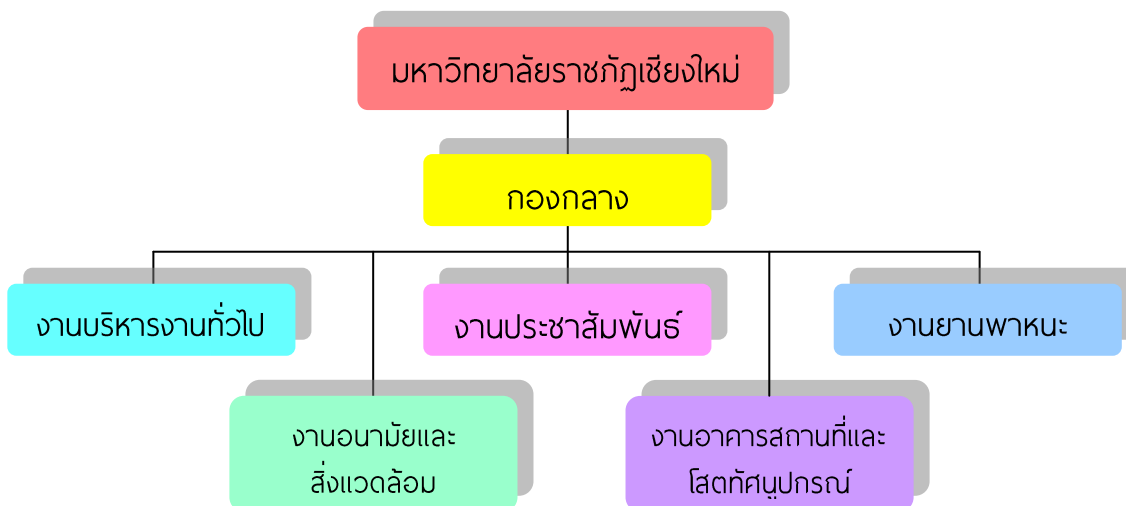 มหาวิทยาลัยราชภัฏเชียงใหม่
กองกลาง
งานบริหารงานทั่วไป
งานประชาสัมพันธ์
งานยานพาหนะ
งานอนามัยและ
สิ่งแวดล้อม
งานอาคารสถานที่และ
โสตทัศนูปกรณ์